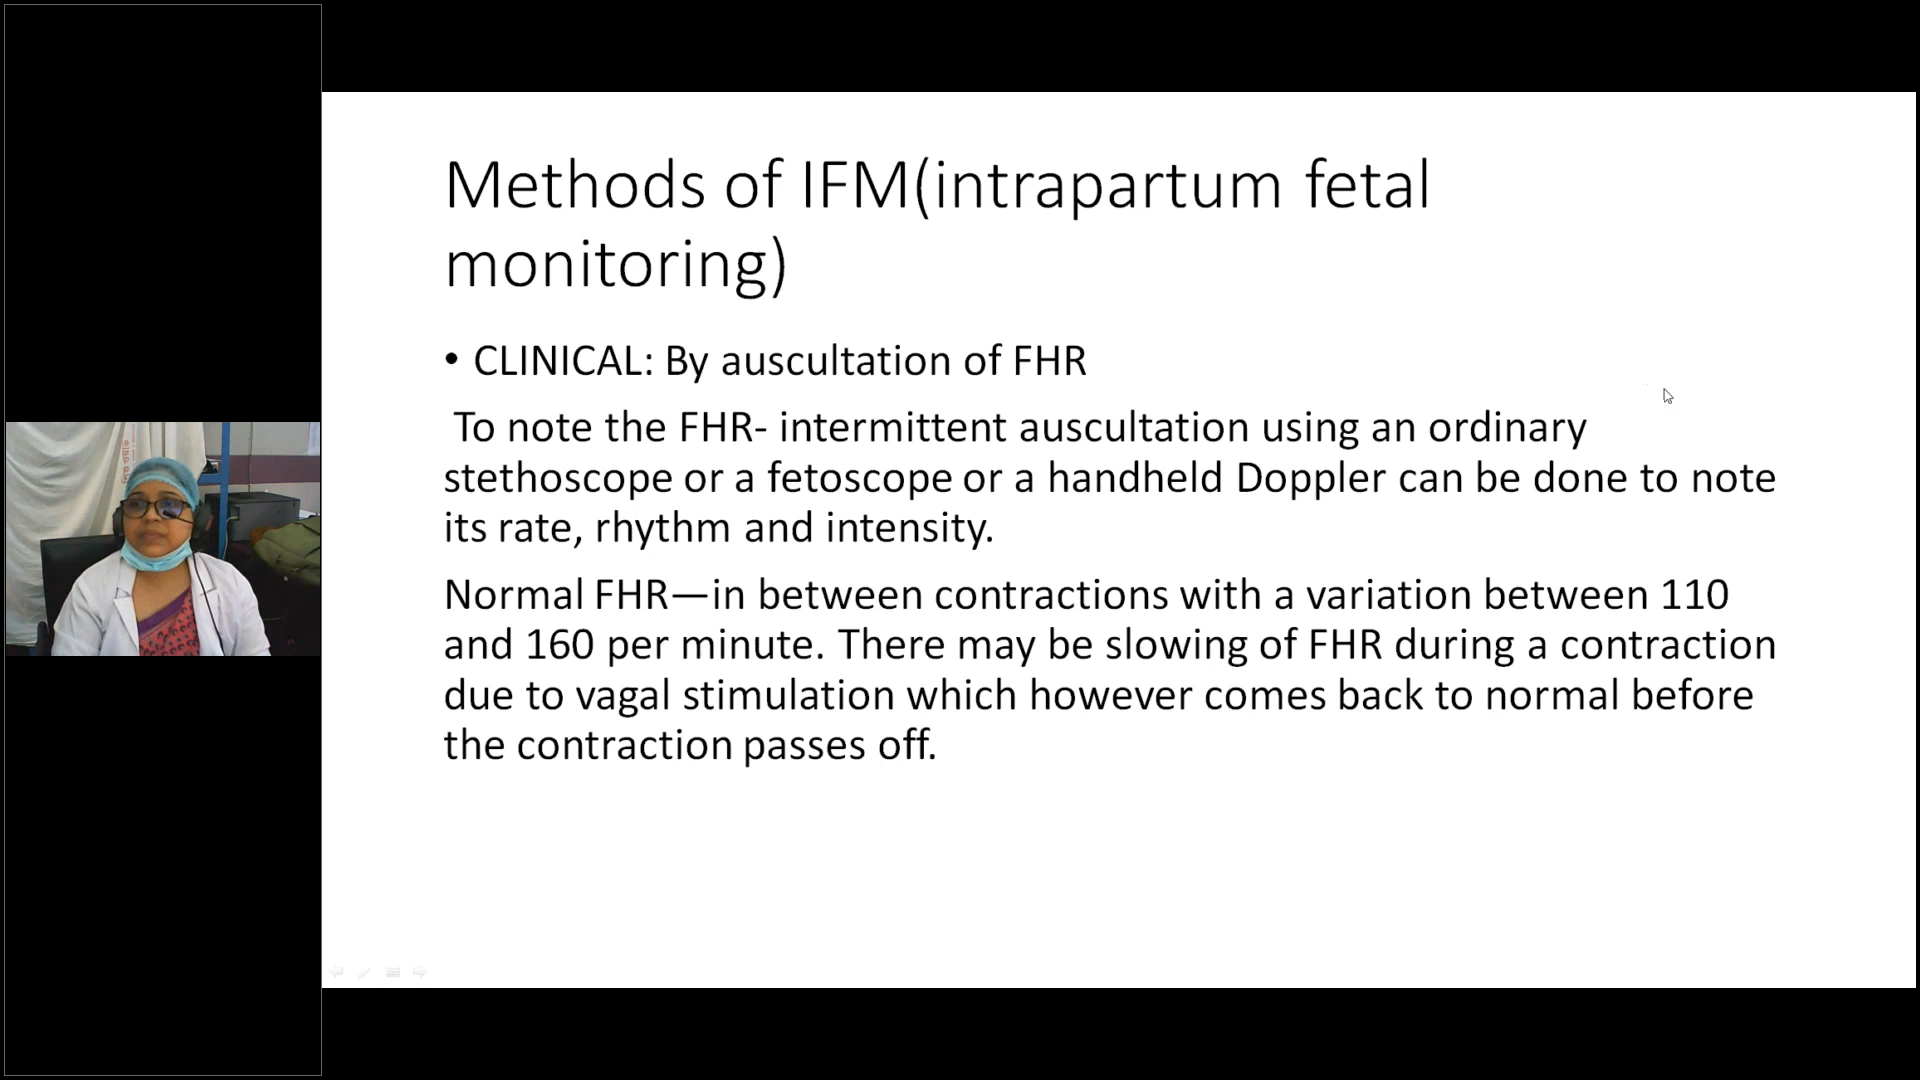 Methods of IFM(intrapartum fetal
monitoring)
• CLINICAL: By auscultation of FHR
To note the FHR- intermittent auscultation using an ordinary
stethoscope or a fetoscope or a handheld Doppler can be done to note
its rate, rhythm and intensity.
Normal FHR—in between contractions with a variation between 110
and 160 per minute. There may be slowing of FHR during a contraction
due to vagal stimulation which however comes back to normal before
the contraction passes off.